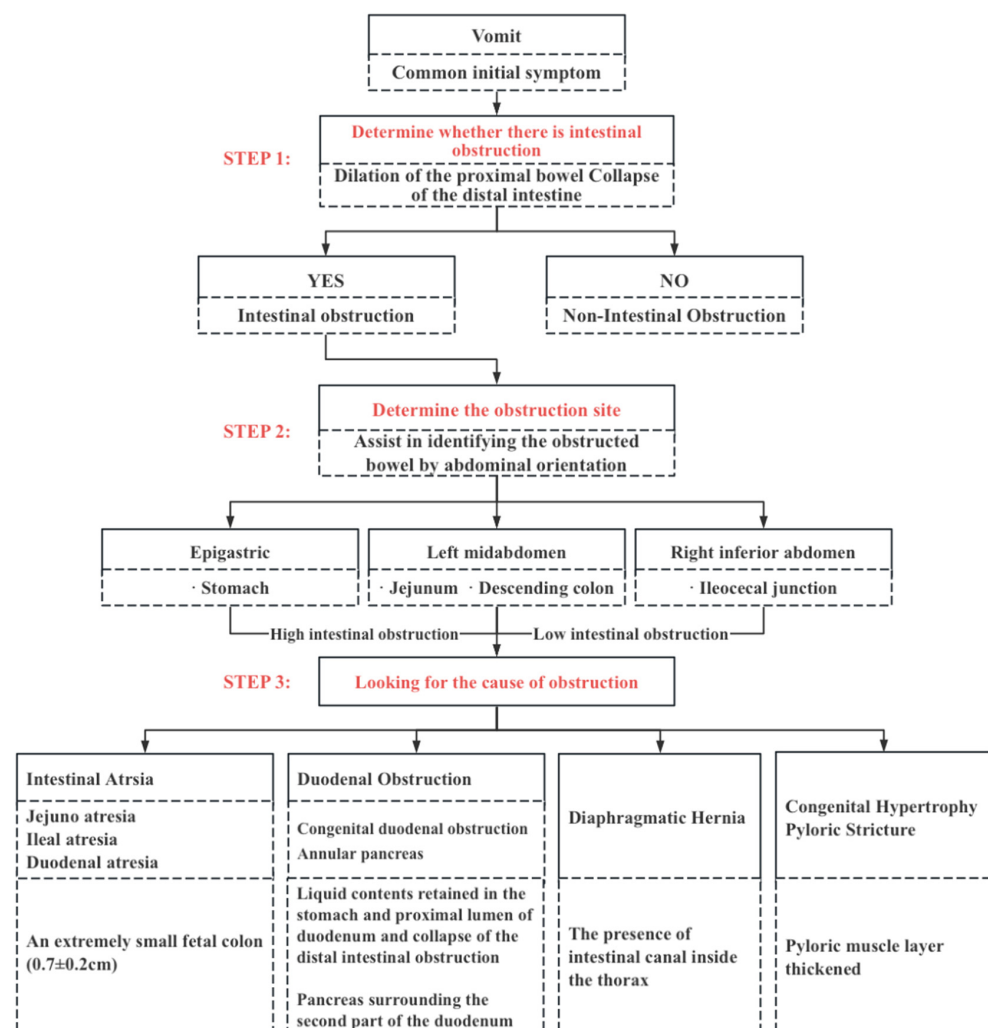 Vomit
Common initial symptom
STEP 1:
Determine whether there is intestinal
obstruction
Dilation of the proximal bowel Collapse
of the distal intestine
YES
Intestinal obstruction
NO
Non-Intestinal Obstruction
STEP 2:
Determine the obstruction site
Assist in identifying the obstructed
bowel by abdominal orientation
Epigastric
· Stomach
Left midabdomen
· Jejunum · Descending colon
Right inferior abdomen
· Ileocecal junction
High intestinal obstruction
Low intestinal obstruction
STEP 3:
Looking for the cause of obstruction
Intestinal Atrsia
Jejuno atresia
Ileal atresia
Duodenal atresia
An extremely small fetal colon
(0.7±0.2cm)
Duodenal Obstruction
Congenital duodenal obstruction
Annular pancreas
Liquid contents retained in the
stomach and proximal lumen of
duodenum and collapse of the
distal intestinal obstruction
Pancreas surrounding the
second part of the duodenum
Diaphragmatic Hernia
The presence of
intestinal canal inside
the thorax
Congenital Hypertrophy
Pyloric Stricture
Pyloric muscle layer
thickened